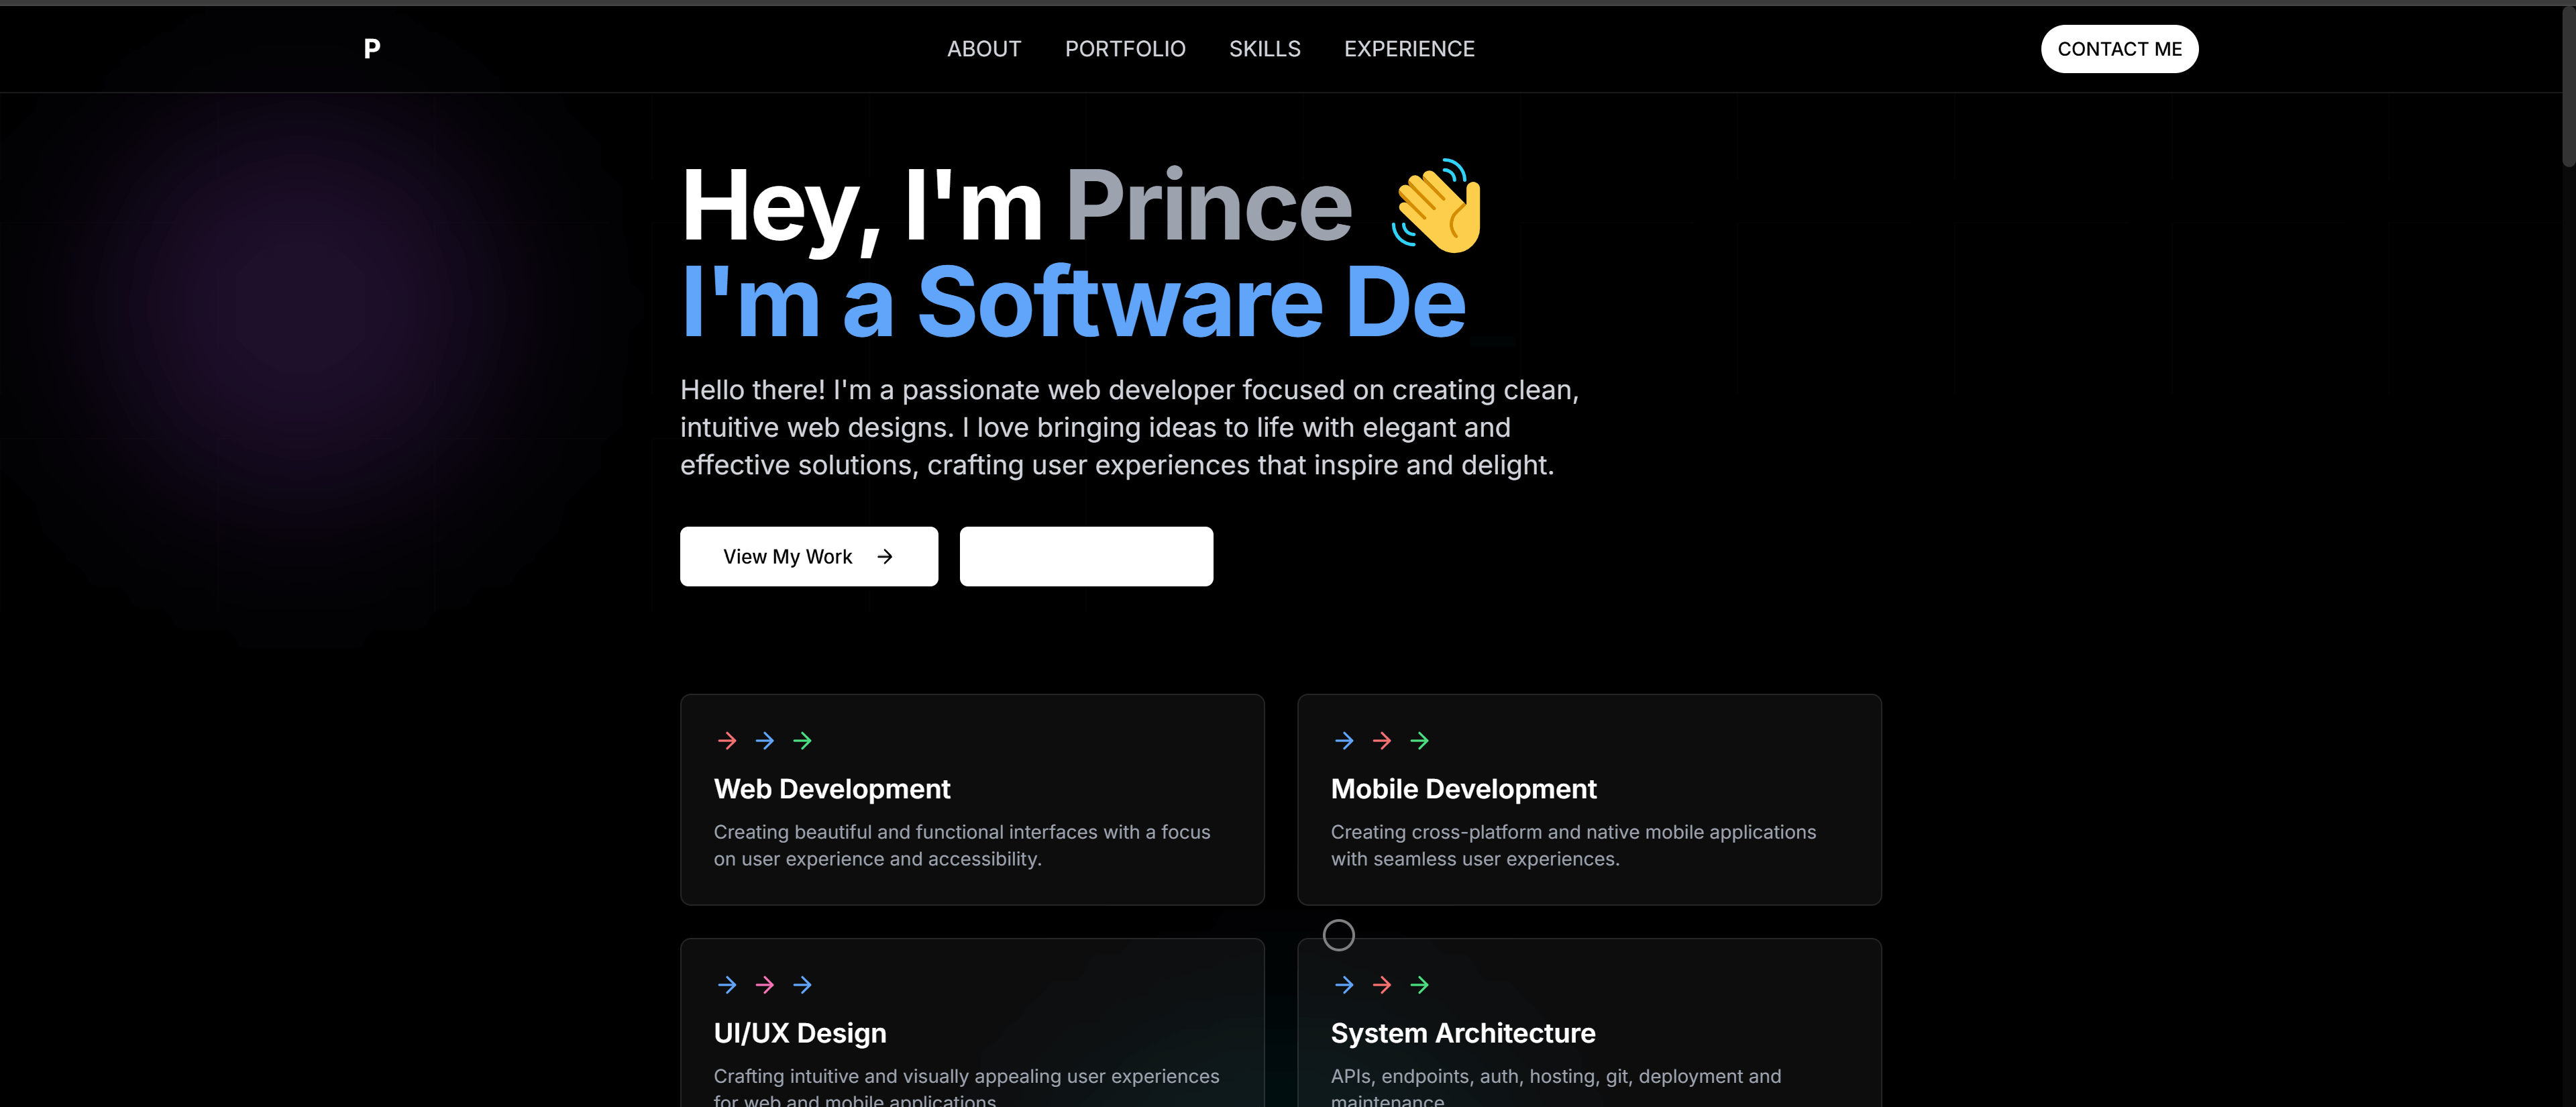 P
ABOUT
PORTFOLIO
SKILLS
EXPERIENCE
CONTACT ME
Hey, I'm Prince 👋
I'm a Software De
Hello there! I'm a passionate web developer focused on creating clean,
intuitive web designs. I love bringing ideas to life with elegant and
effective solutions, crafting user experiences that inspire and delight.
View My Work →
Web Development
Creating beautiful and functional interfaces with a focus
on user experience and accessibility.
Mobile Development
Creating cross-platform and native mobile applications
with seamless user experiences.
UI/UX Design
Crafting intuitive and visually appealing user experiences
for web and mobile applications
System Architecture
APIs, endpoints, auth, hosting, git, deployment and
maintenance